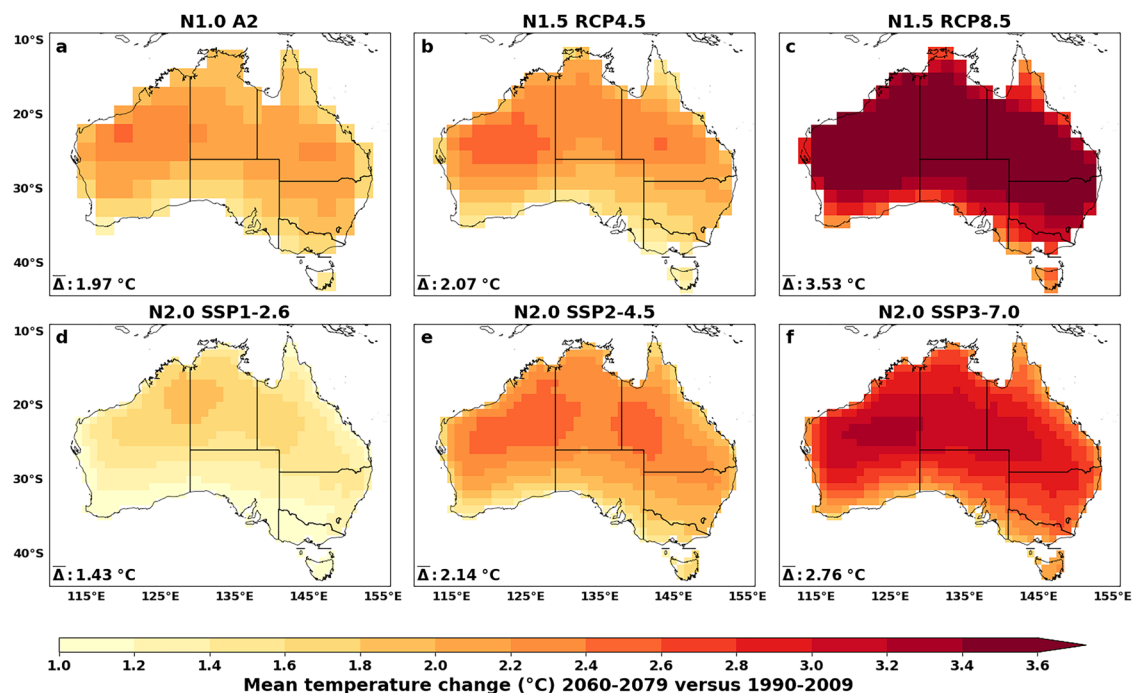 N1.0 A2 N1.5 RCP4.5 N1.5 RCP8.5
a b c
10°S
20°S
30°S
40°S
Δ̅: 1.97 °C Δ̅: 2.07 °C Δ̅: 3.53 °C
N2.0 SSP1-2.6 N2.0 SSP2-4.5 N2.0 SSP3-7.0
d e f
10°S
20°S
30°S
40°S
Δ̅: 1.43 °C Δ̅: 2.14 °C Δ̅: 2.76 °C
115°E 125°E 135°E 145°E 155°E 115°E 125°E 135°E 145°E 155°E 115°E 125°E 135°E 145°E 155°E
1.0 1.2 1.4 1.6 1.8 2.0 2.2 2.4 2.6 2.8 3.0 3.2 3.4 3.6
Mean temperature change (°C) 2060-2079 versus 1990-2009